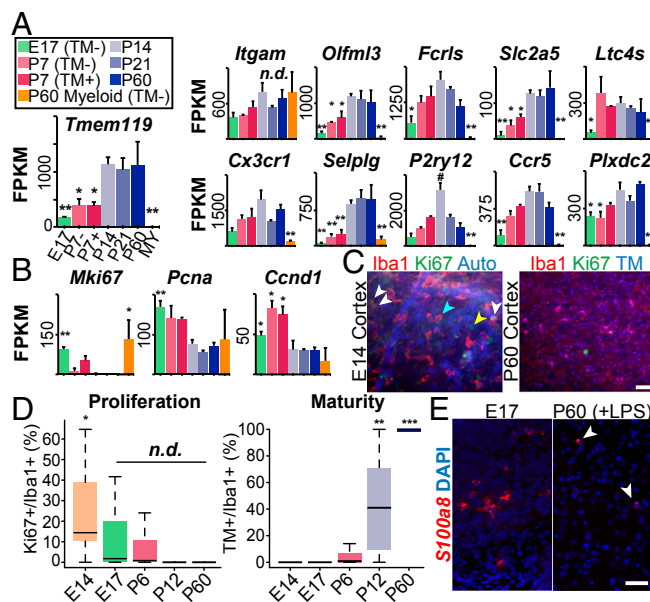 A
E17 (TM-) P14
P7 (TM-) P21
P7 (TM+) P60
P60 Myeloid (TM-)
Tmem119
FPKM
1000
0
** * * **
E17 P7- P7+ P14 P21 P60 MY
Itgam Olfml3 Fcrls Slc2a5 Ltc4s
n.d.
FPKM
600 600 1250 100 300
** * * ** * ** ** * * ** * **
Cx3cr1 Selplg P2ry12 Ccr5 Plxdc2
FPKM
1500 750 2000 375 300
** ** ** ** ** * # ** * ** * * **
B
Mki67 Pcna Ccnd1
FPKM
150 100 50
** * ** * * *
C
Iba1 Ki67 Auto Iba1 Ki67 TM
E14 Cortex P60 Cortex
D
Proliferation Maturity
Ki67+/Iba1+ (%)
60
50
40
30
20
10
0
* n.d.
E14 E17 P6 P12 P60
TM+/Iba1+ (%)
100
80
60
40
20
0
** ***
E14 E17 P6 P12 P60
E
E17 P60 (+LPS)
S100a8 DAPI